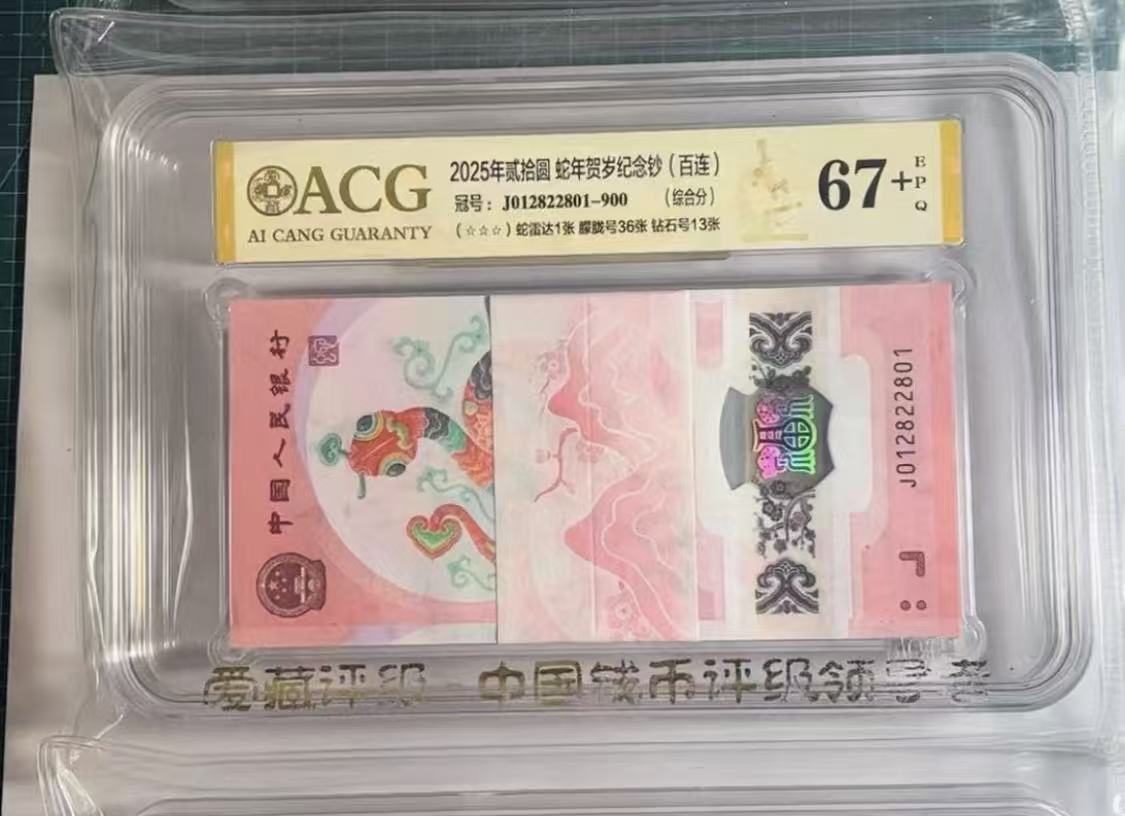 ACG
AI CANG GUARANTY
2025年贰拾圆 蛇年贺岁纪念钞（百连）
冠号：J012822801-900 （综合分）
（☆☆☆）蛇雷达1张 朦胧号36张 钻石号13张
67+
EPQ
中国人民银行
J012822801
爱藏评级 中国钱币评级领导者